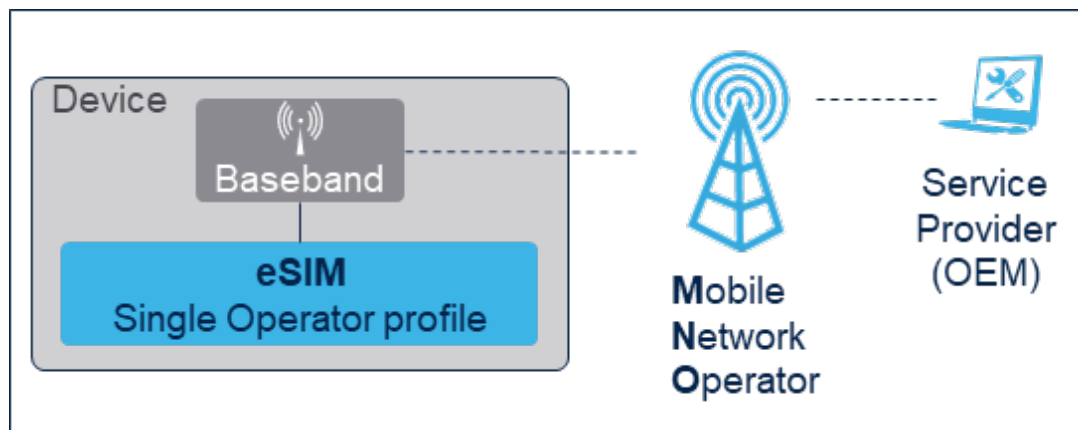 Device
Baseband
eSIM
Single Operator profile
Mobile
Network
Operator
Service
Provider
(OEM)